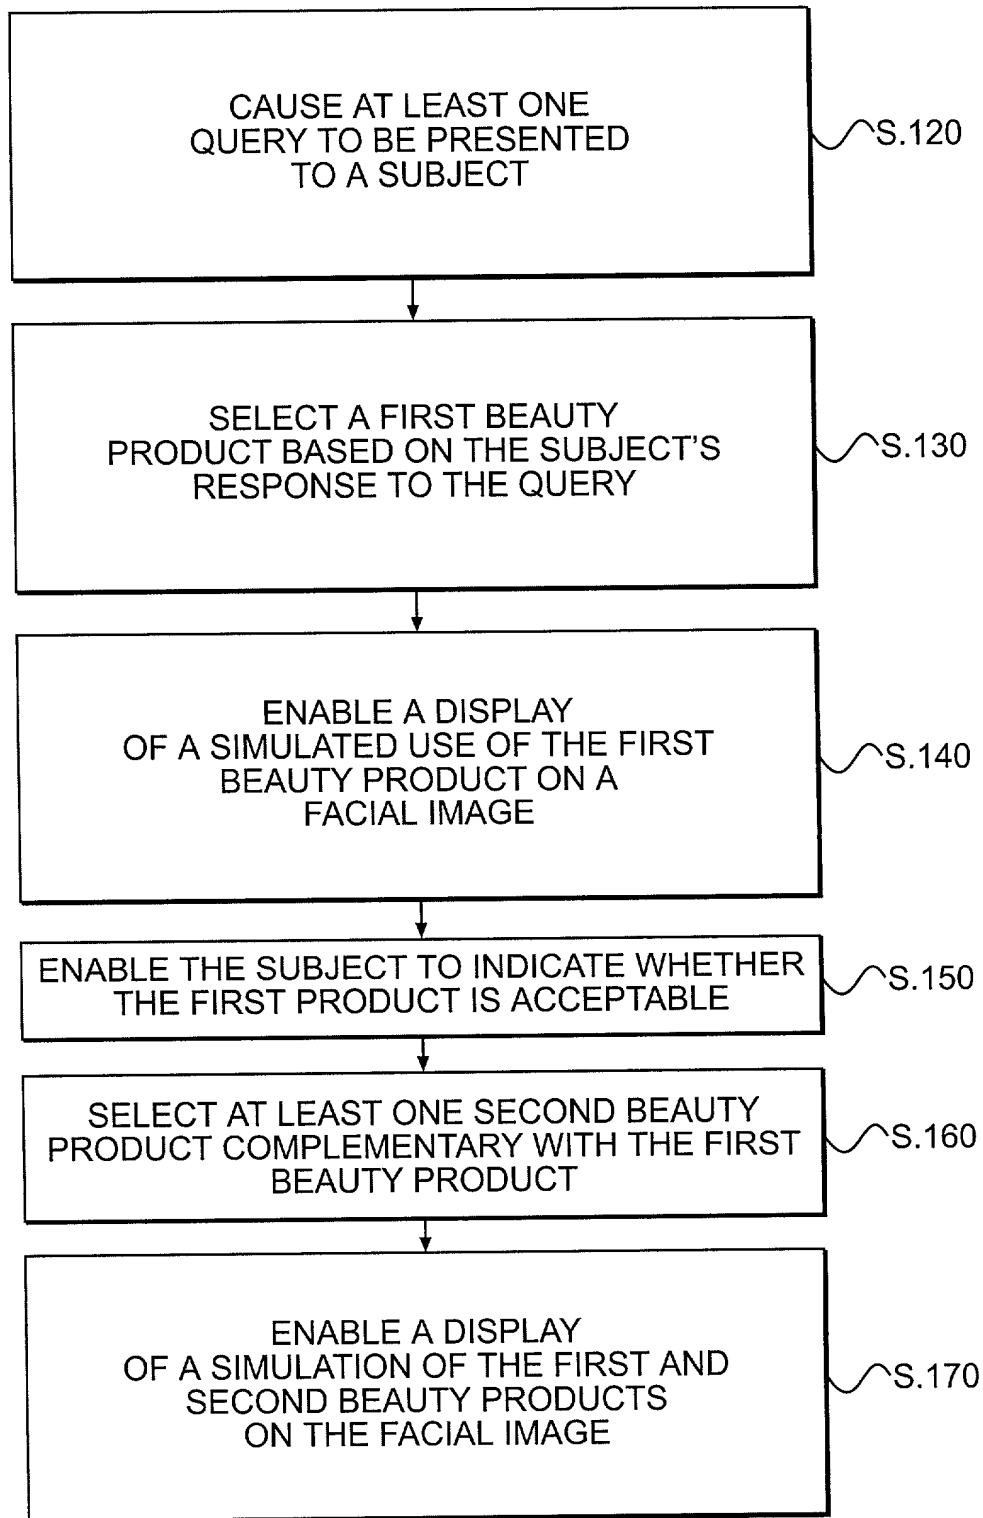 CAUSE AT LEAST ONE
QUERY TO BE PRESENTED
TO A SUBJECT
S.120
SELECT A FIRST BEAUTY
PRODUCT BASED ON THE SUBJECT'S
RESPONSE TO THE QUERY
S.130
ENABLE A DISPLAY
OF A SIMULATED USE OF THE FIRST
BEAUTY PRODUCT ON A
FACIAL IMAGE
S.140
ENABLE THE SUBJECT TO INDICATE WHETHER
THE FIRST PRODUCT IS ACCEPTABLE
S.150
SELECT AT LEAST ONE SECOND BEAUTY
PRODUCT COMPLEMENTARY WITH THE FIRST
BEAUTY PRODUCT
S.160
ENABLE A DISPLAY
OF A SIMULATION OF THE FIRST AND
SECOND BEAUTY PRODUCTS
ON THE FACIAL IMAGE
S.170